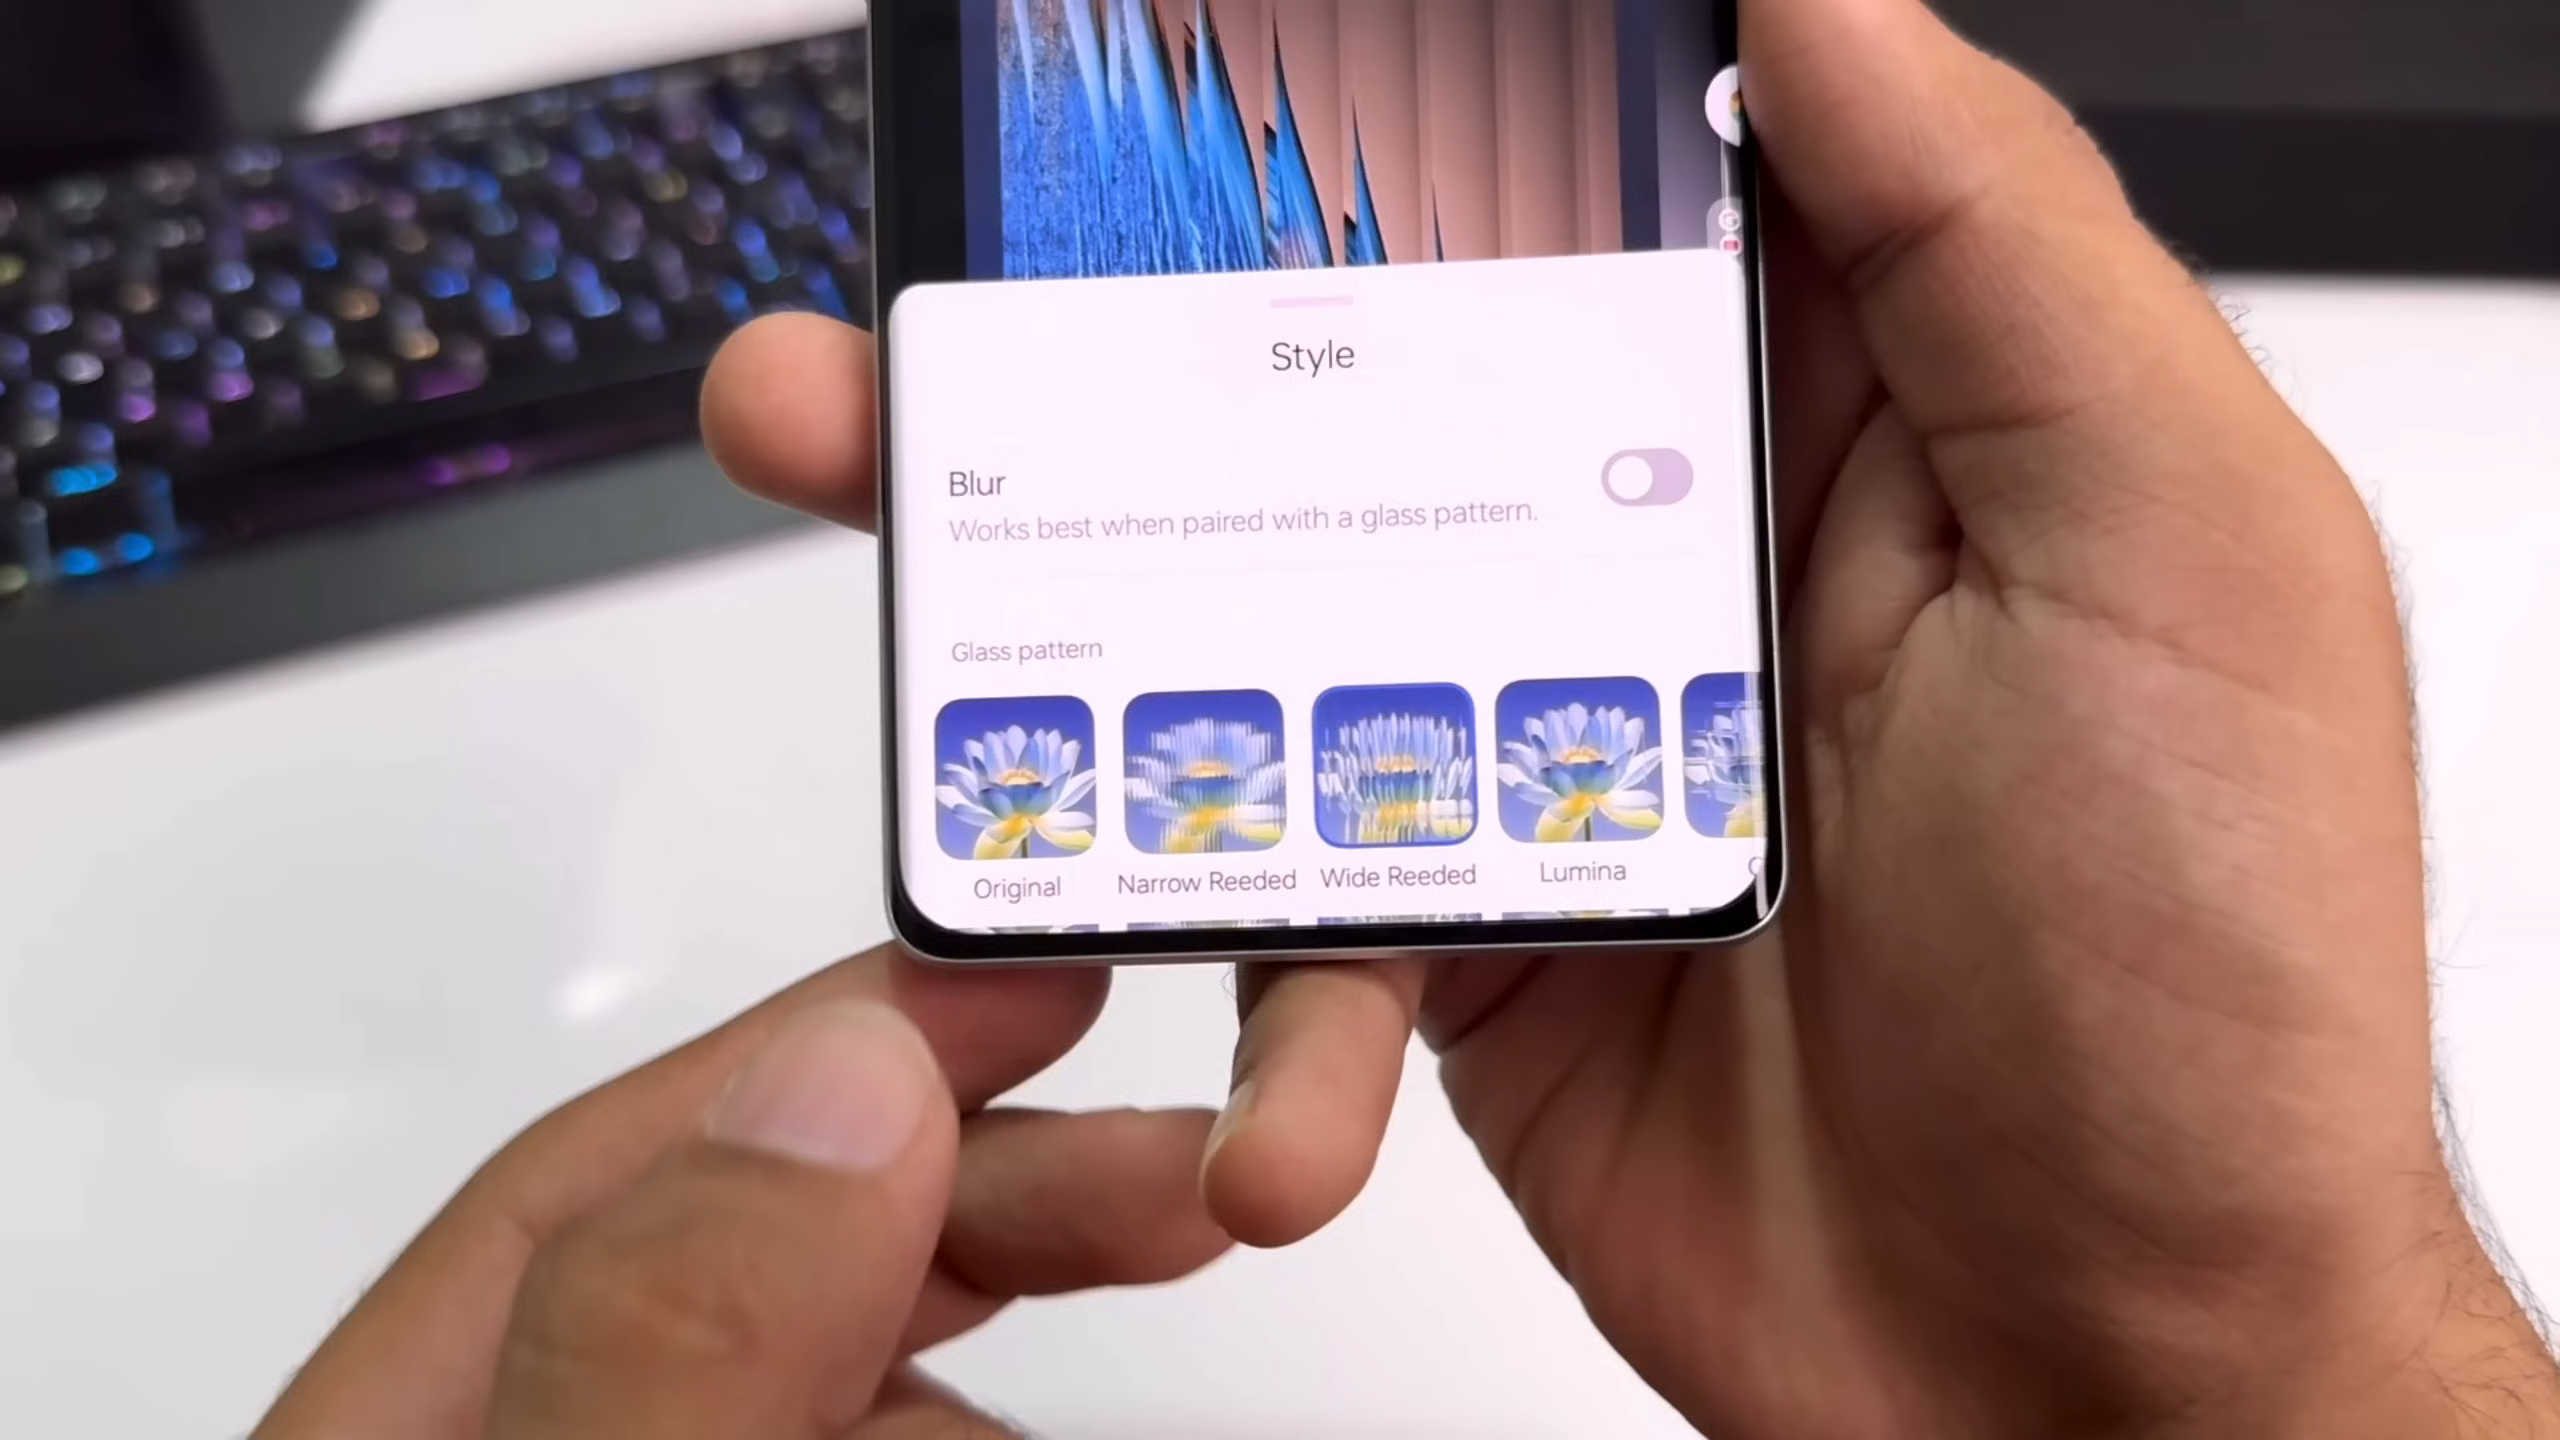 Style
Blur
Works best when paired with a glass pattern.
Glass pattern
Original
Narrow Reeded
Wide Reeded
Lumina